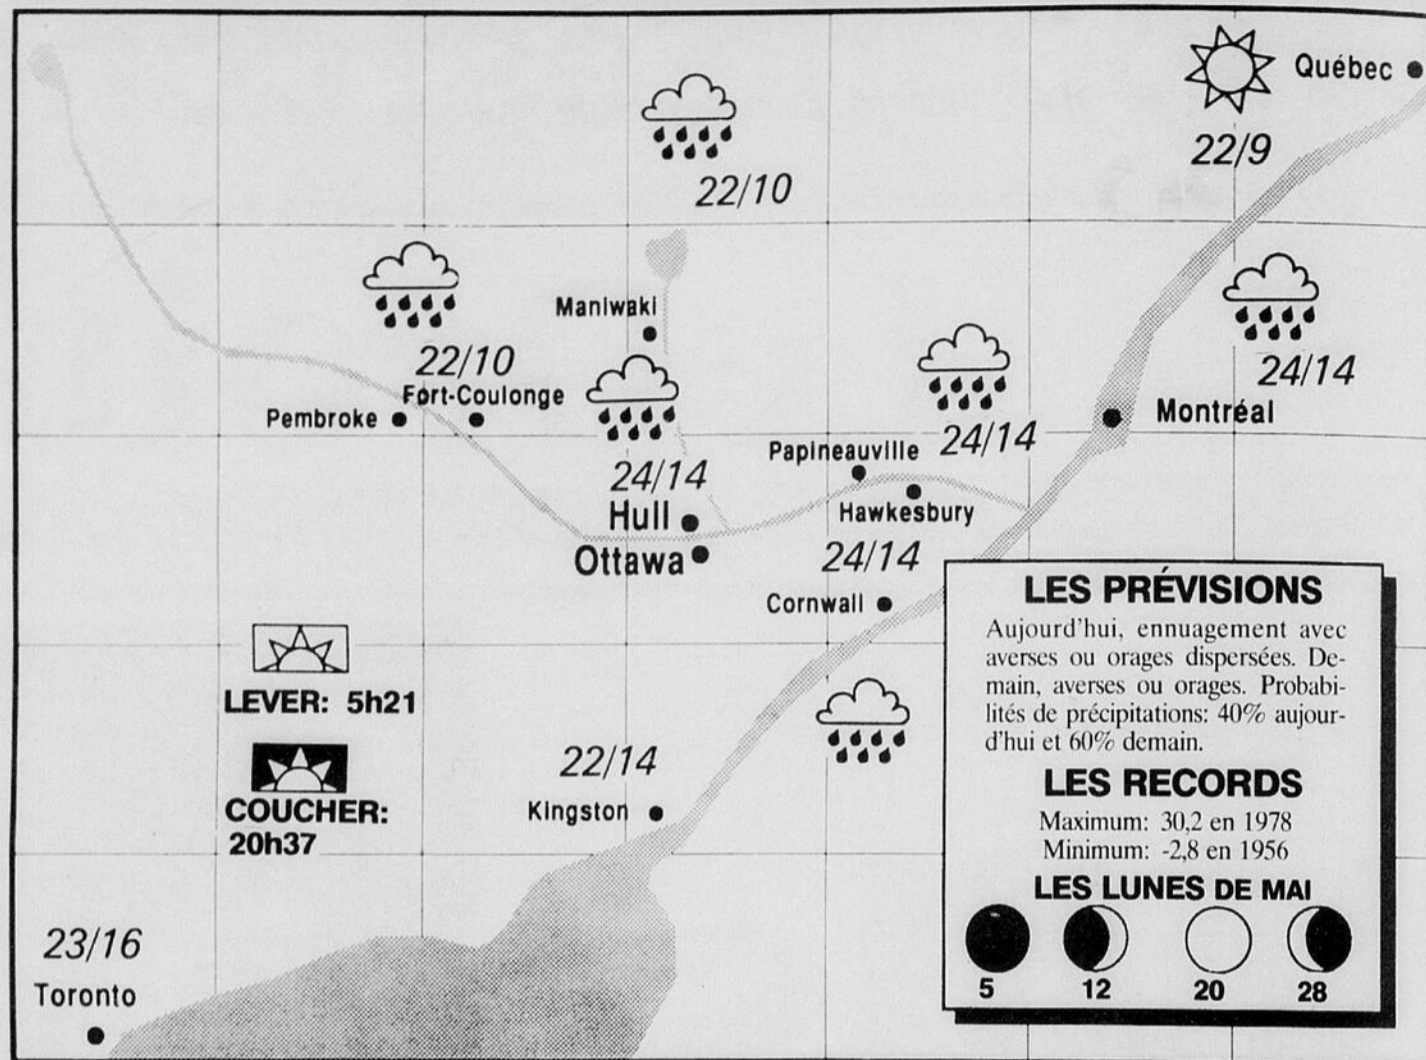 Québec
22/9
22/10
Maniwaki
22/10
Fort-Coulonge
Pembroke
24/14
Montréal
24/14
Papineauville
24/14
Hull
Ottawa
Hawkesbury
24/14
Cornwall
LEVER: 5h21
COUCHER:
20h37
22/14
Kingston
23/16
Toronto
LES PRÉVISIONS
Aujourd'hui, ennuagement avec
averses ou orages dispersées. De-
main, averses ou orages. Probabi-
lités de précipitations: 40% aujour-
d'hui et 60% demain.
LES RECORDS
Maximum: 30,2 en 1978
Minimum: -2,8 en 1956
LES LUNES DE MAI
5 12 20 28